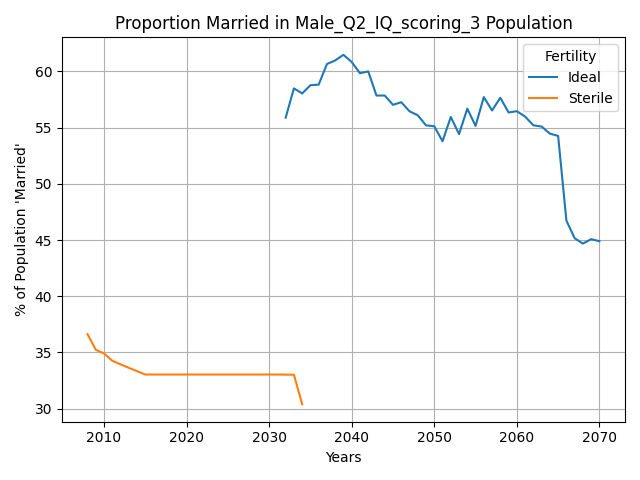 Proportion Married in Male_Q2_IQ_scoring_3 Population
% of Population 'Married'
60
55
50
45
40
35
30
Fertility
Ideal
Sterile
2010 2020 2030 2040 2050 2060 2070
Years